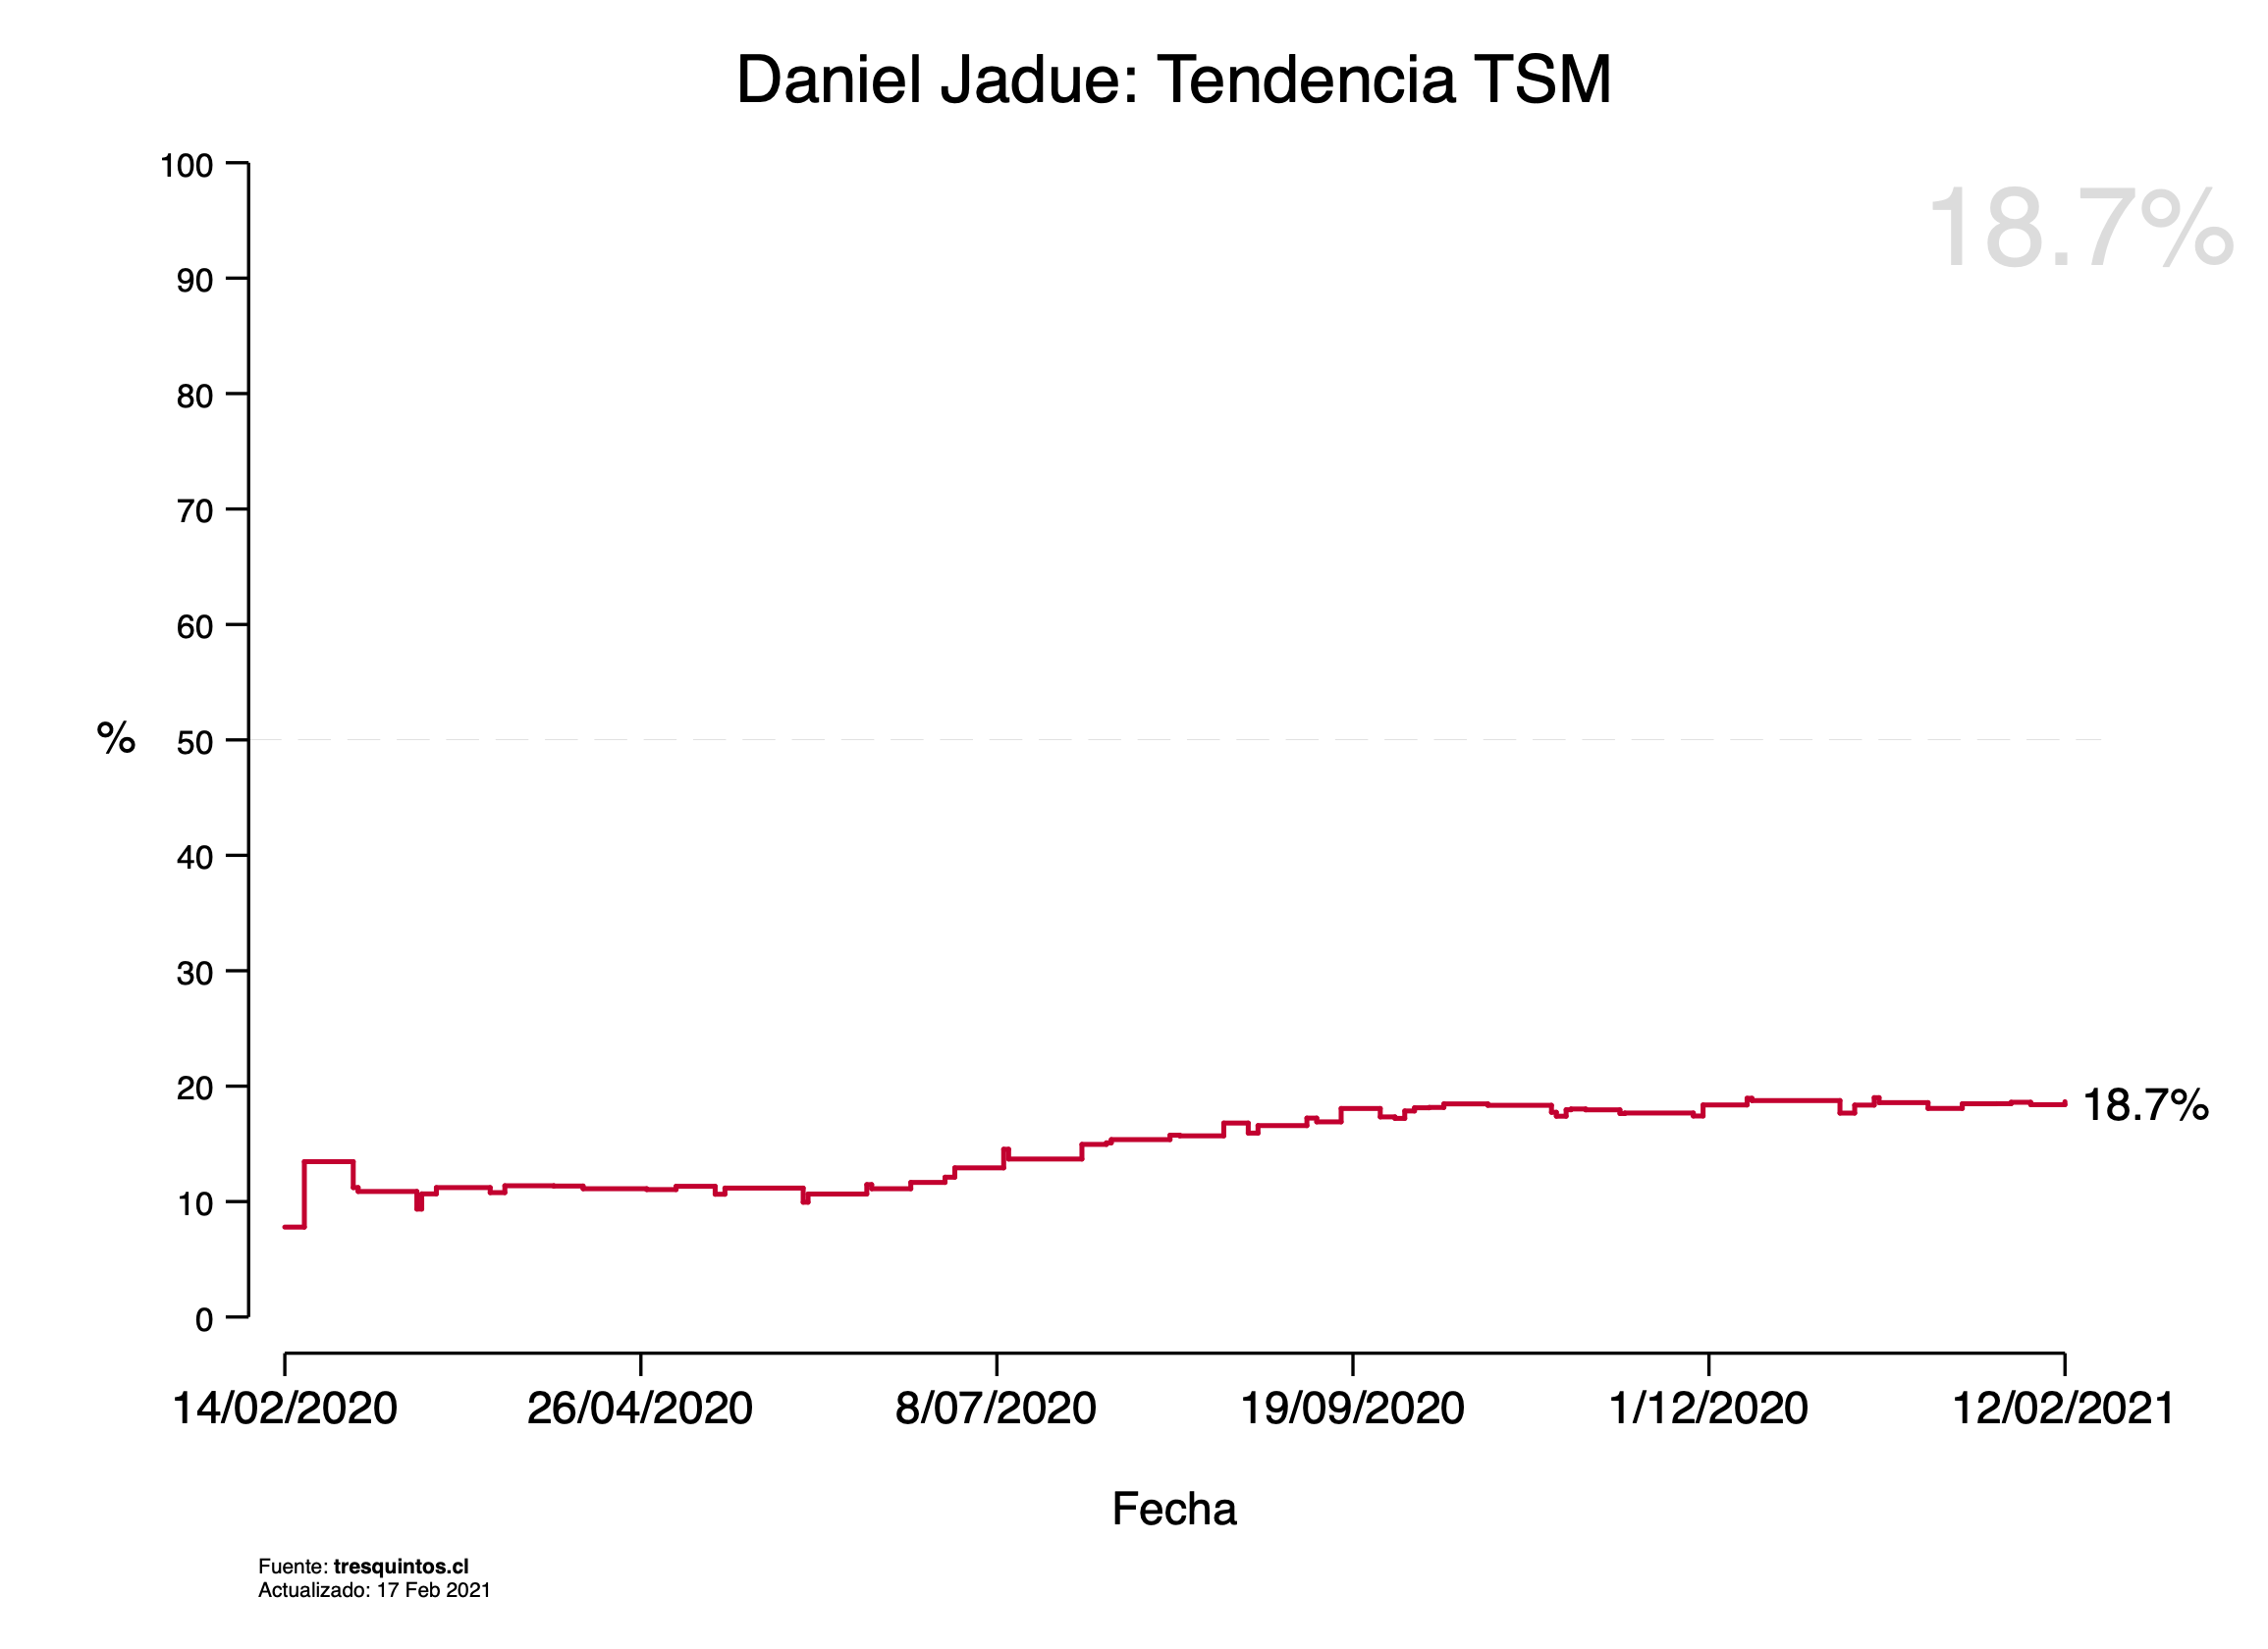 Daniel Jadue: Tendencia TSM
18.7%
100
90
80
70
60
% 50
40
30
20
18.7%
10
0
14/02/2020 26/04/2020 8/07/2020 19/09/2020 1/12/2020 12/02/2021
Fecha
Fuente: tresquintos.cl
Actualizado: 17 Feb 2021